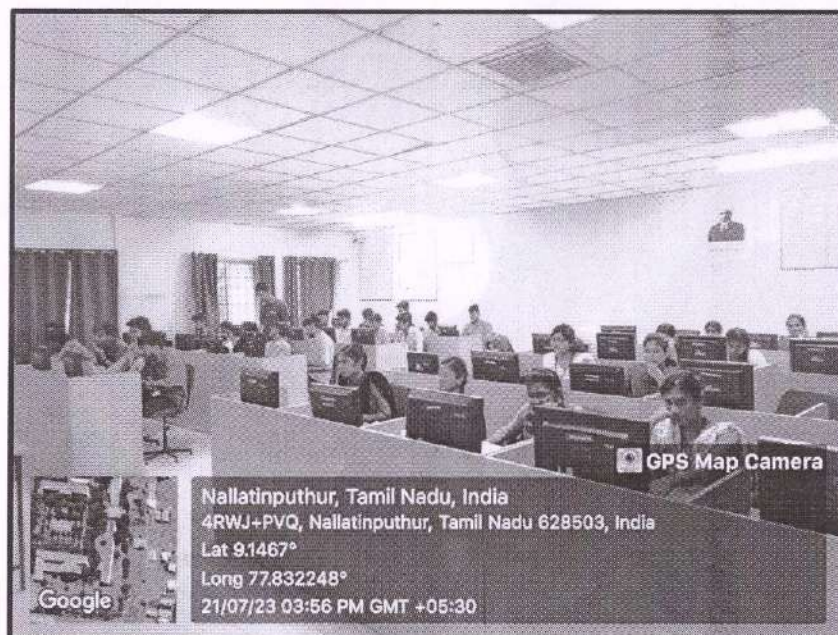 GPS Map Camera
Nallatinputhur, Tamil Nadu, India
4RWJ+PVQ, Nallatinputhur, Tamil Nadu 628503, India
Lat 9.1467°
Long 77.832248°
21/07/23 03:56 PM GMT +05:30
Google